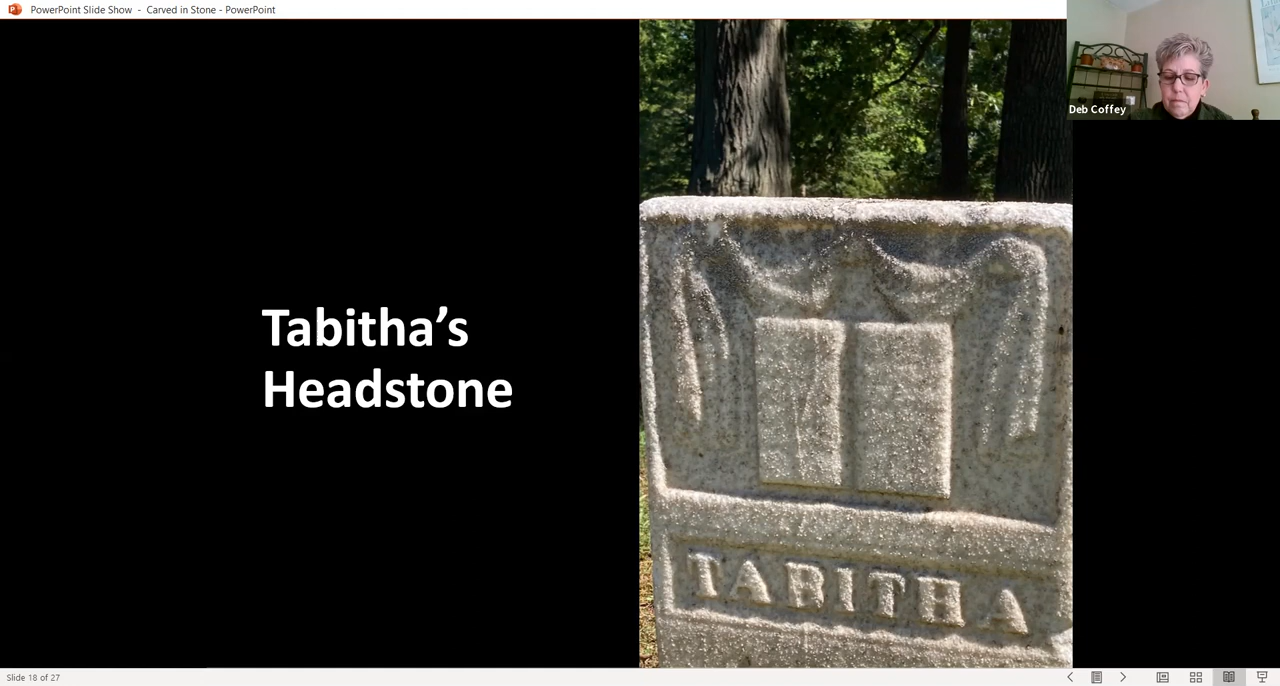 PowerPoint Slide Show - Carved in Stone - PowerPoint
Deb Coffey
Tabitha’s
Headstone
TABITHA
Slide 18 of 27